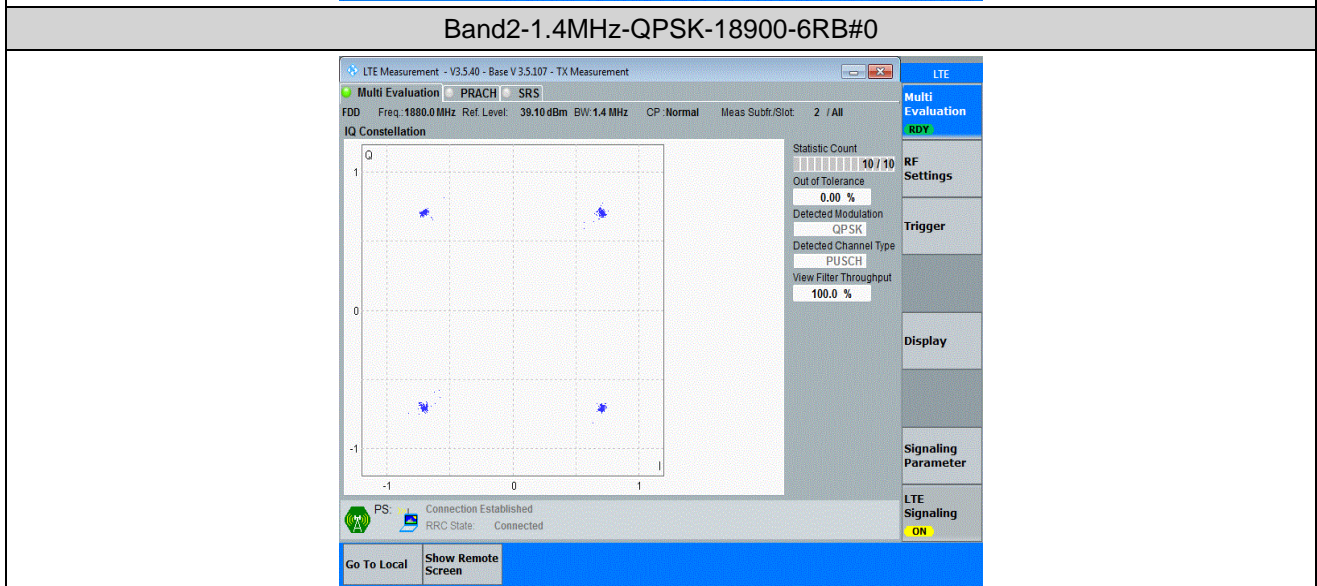 Band2-1.4MHz-QPSK-18900-6RB#0
LTE Measurement - V3.5.40 - Base V 3.5.107 - TX Measurement
LTE
Multi Evaluation PRACH SRS
Multi
Evaluation
RDY
FDD Freq.:1880.0 MHz Ref. Level: 39.10 dBm BW:1.4 MHz CP :Normal Meas Subfr./Slot: 2 / All
IQ Constellation
Q
1
0
-1
-1 0 1
I
Statistic Count
10 / 10
Out of Tolerance
0.00 %
Detected Modulation
QPSK
Detected Channel Type
PUSCH
View Filter Throughput
100.0 %
RF
Settings
Trigger
Display
Signaling
Parameter
LTE
Signaling
ON
PS: Connection Established
RRC State: Connected
Go To Local
Show Remote
Screen